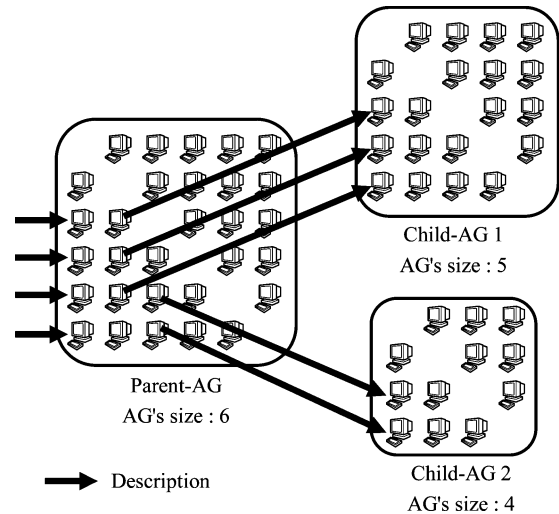 Child-AG 1
AG's size : 5
Parent-AG
AG's size : 6
Child-AG 2
AG's size : 4
Description